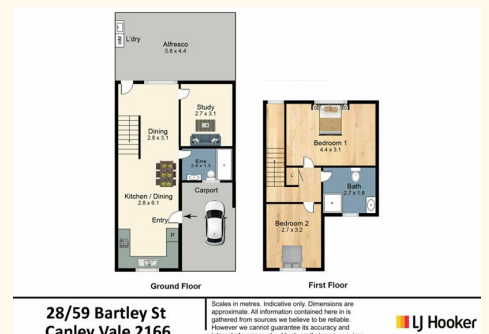 L'dry
WM
Alfresco
5.6 x 4.4
Study
2.7 x 3.1
Dining
2.8 x 3.1
Ens
Carport
Kitchen / Dining
2.8 x 6.1
Entry
P
Bedroom 1
4.4 x 3.1
L
Bath
2.7 x 1.6
Bedroom 2
2.7 x 3.2
Ground Floor
First Floor
28/59 Bartley St
Canley Vale 2166
Scales in metres. Indicative only. Dimensions are
approximate. All information contained here in is
gathered from sources we believe to be reliable.
However we cannot guarantee its accuracy and
LJ Hooker